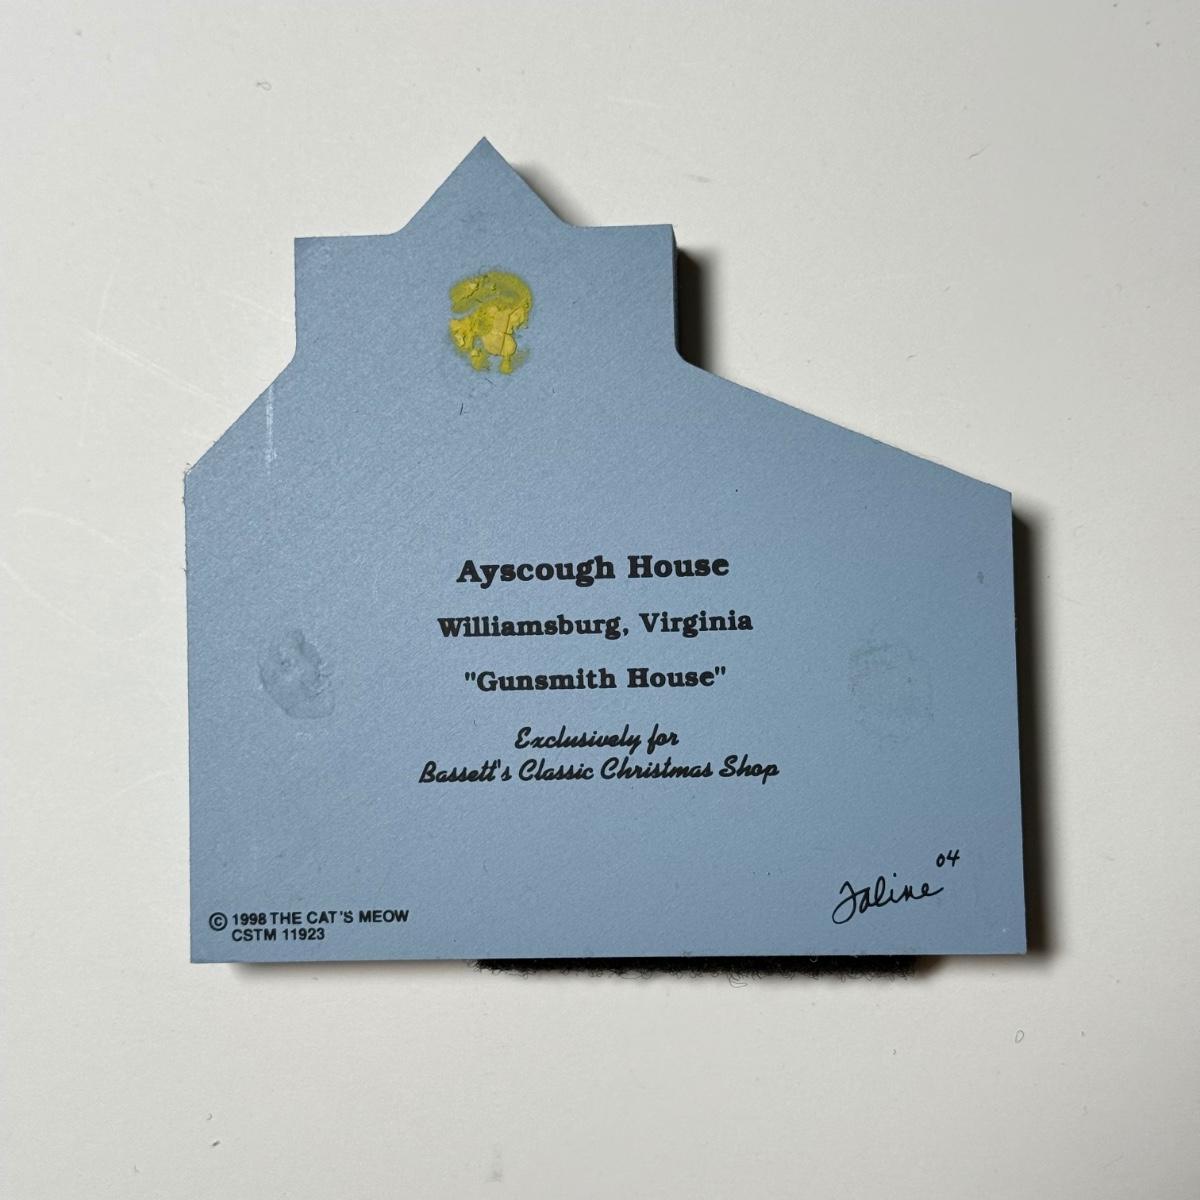 Ayscough House
Williamsburg, Virginia
"Gunsmith House"
Exclusively for
Bassett's Classic Christmas Shop
04
Faline
© 1998 THE CAT'S MEOW
CSTM 11923